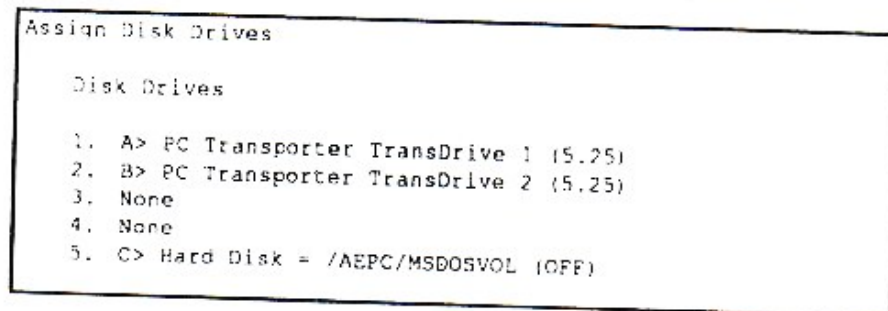 Assign Disk Drives
Disk Drives
1. A> PC Transporter TransDrive 1 (5.25)
2. B> PC Transporter TransDrive 2 (5.25)
3. None
4. None
5. C> Hard Disk = /AEPC/MSDOSVOL (OFF)